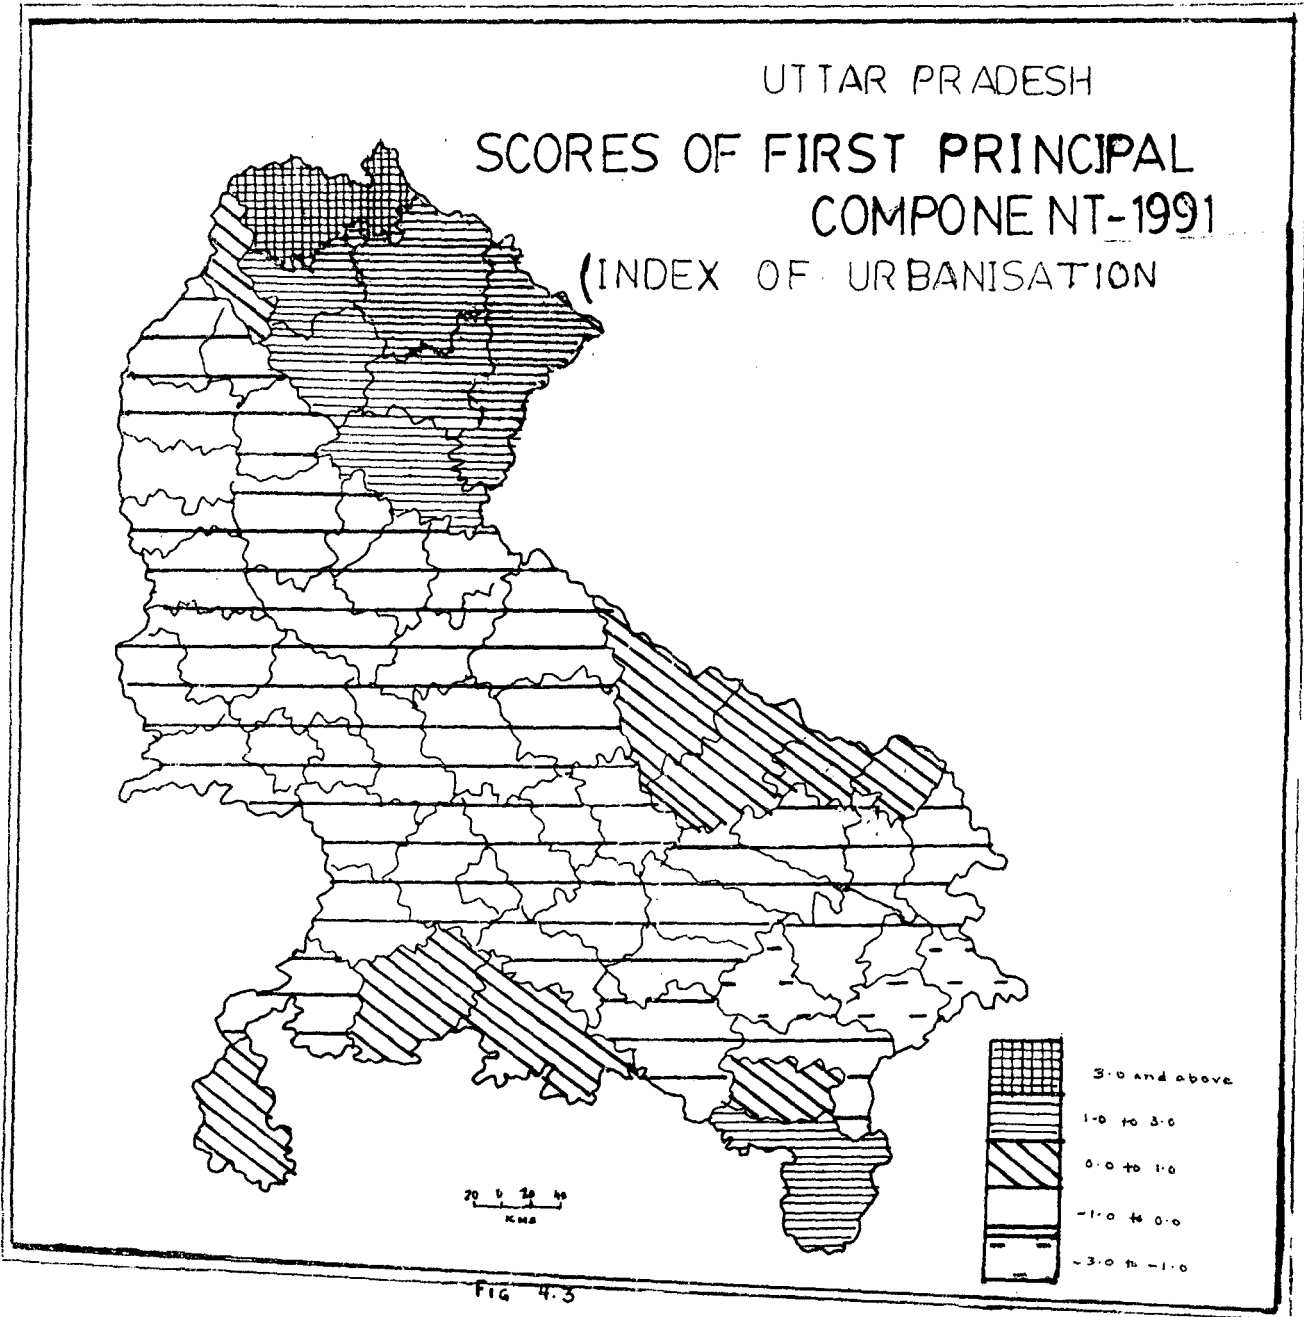 UTTAR PRADESH
SCORES OF FIRST PRINCIPAL
COMPONENT-1991
(INDEX OF URBANISATION
3.0 and above
1.0 to 3.0
0.0 to 1.0
-1.0 to 0.0
-3.0 to -1.0
20 0 20 40
KMS
FIG 4.3